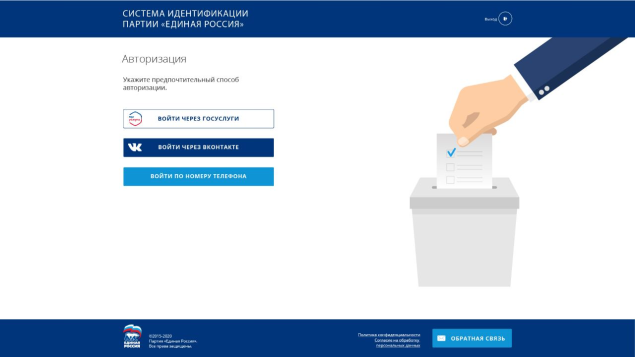 СИСТЕМА ИДЕНТИФИКАЦИИ
ПАРТИИ «ЕДИНАЯ РОССИЯ»
Выход
Авторизация
Укажите предпочтительный способ
авторизации.
ВОЙТИ ЧЕРЕЗ ГОСУСЛУГИ
ВОЙТИ ЧЕРЕЗ ВКОНТАКТЕ
ВОЙТИ ПО НОМЕРУ ТЕЛЕФОНА
ЕДИНАЯ
РОССИЯ
©2015-2020
Партия «Единая Россия».
Все права защищены.
Политика конфиденциальности
Согласие на обработку
персональных данных
ОБРАТНАЯ СВЯЗЬ